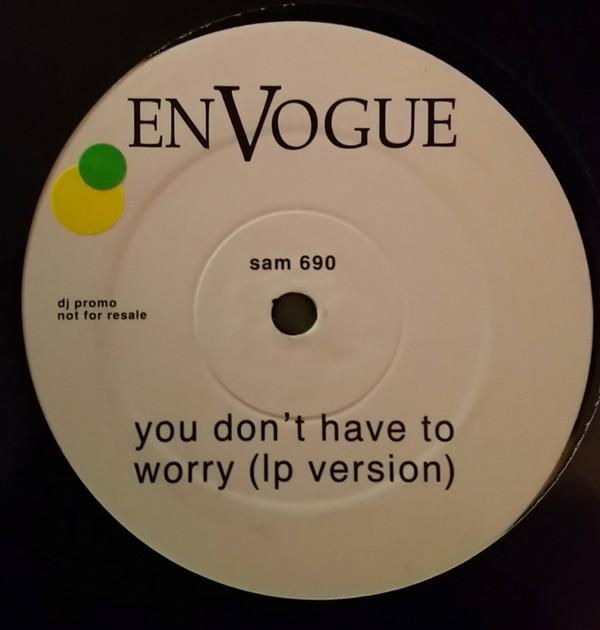 ENVOGUE
sam 690
dj promo
not for resale
you don't have to
worry (lp version)